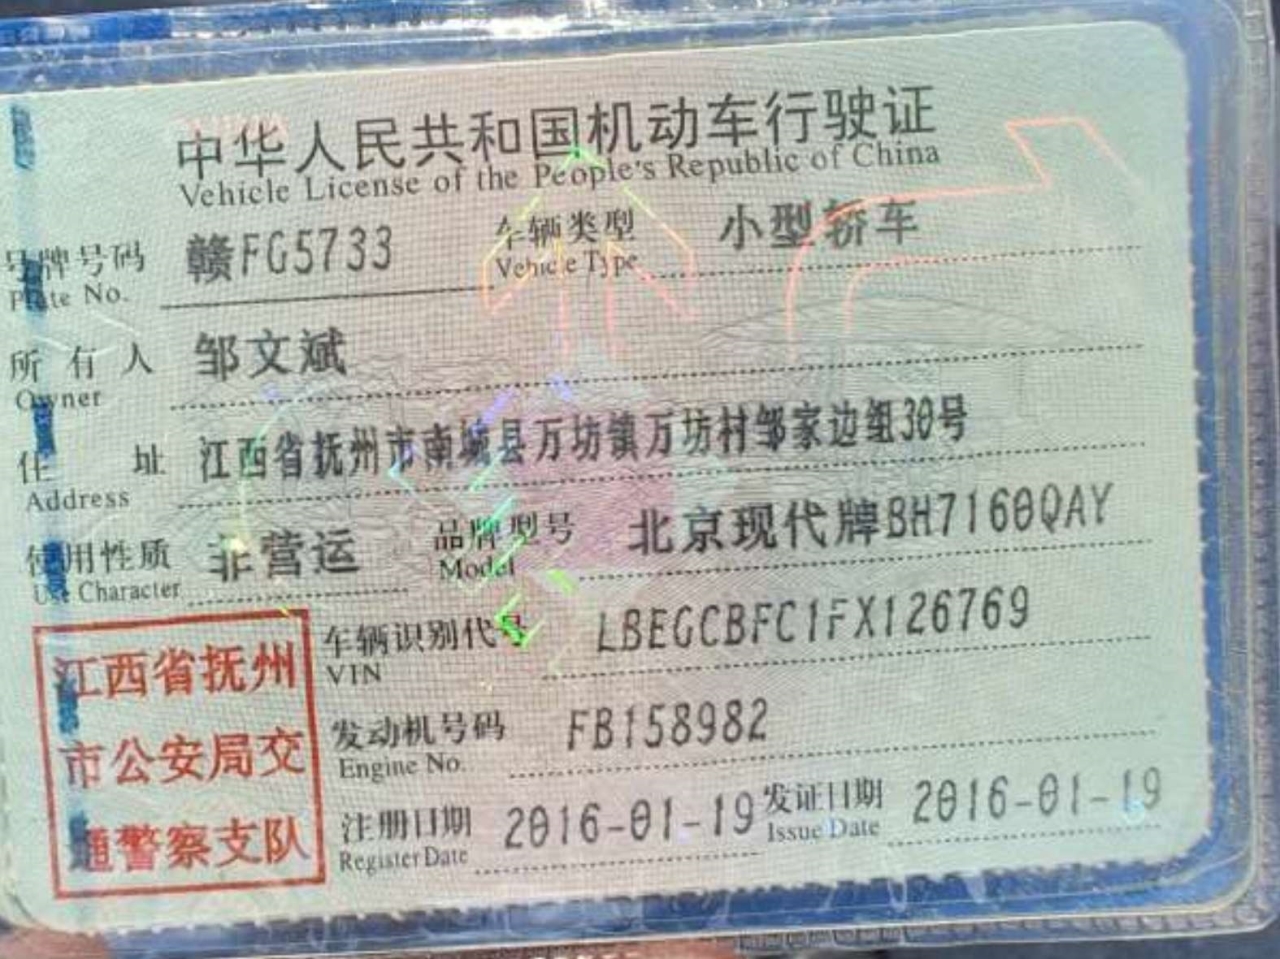 中华人民共和国机动车行驶证
Vehicle License of the People's Republic of China
号牌号码 赣FG5733 车辆类型 小型轿车
Plate No. Vehicle Type
所有人 邹文斌
Owner
住址 江西省抚州市南城县万坊镇万坊村邹家边组30号
Address
使用性质 非营运 品牌型号 北京现代牌BH7160QAY
Use Character Model
车辆识别代号 LBEGCBFC1FX126769
VIN
发动机号码 FB158982
Engine No.
注册日期 2016-01-19 发证日期 2016-01-19
Register Date Issue Date
江西省抚州
市公安局交
通警察支队